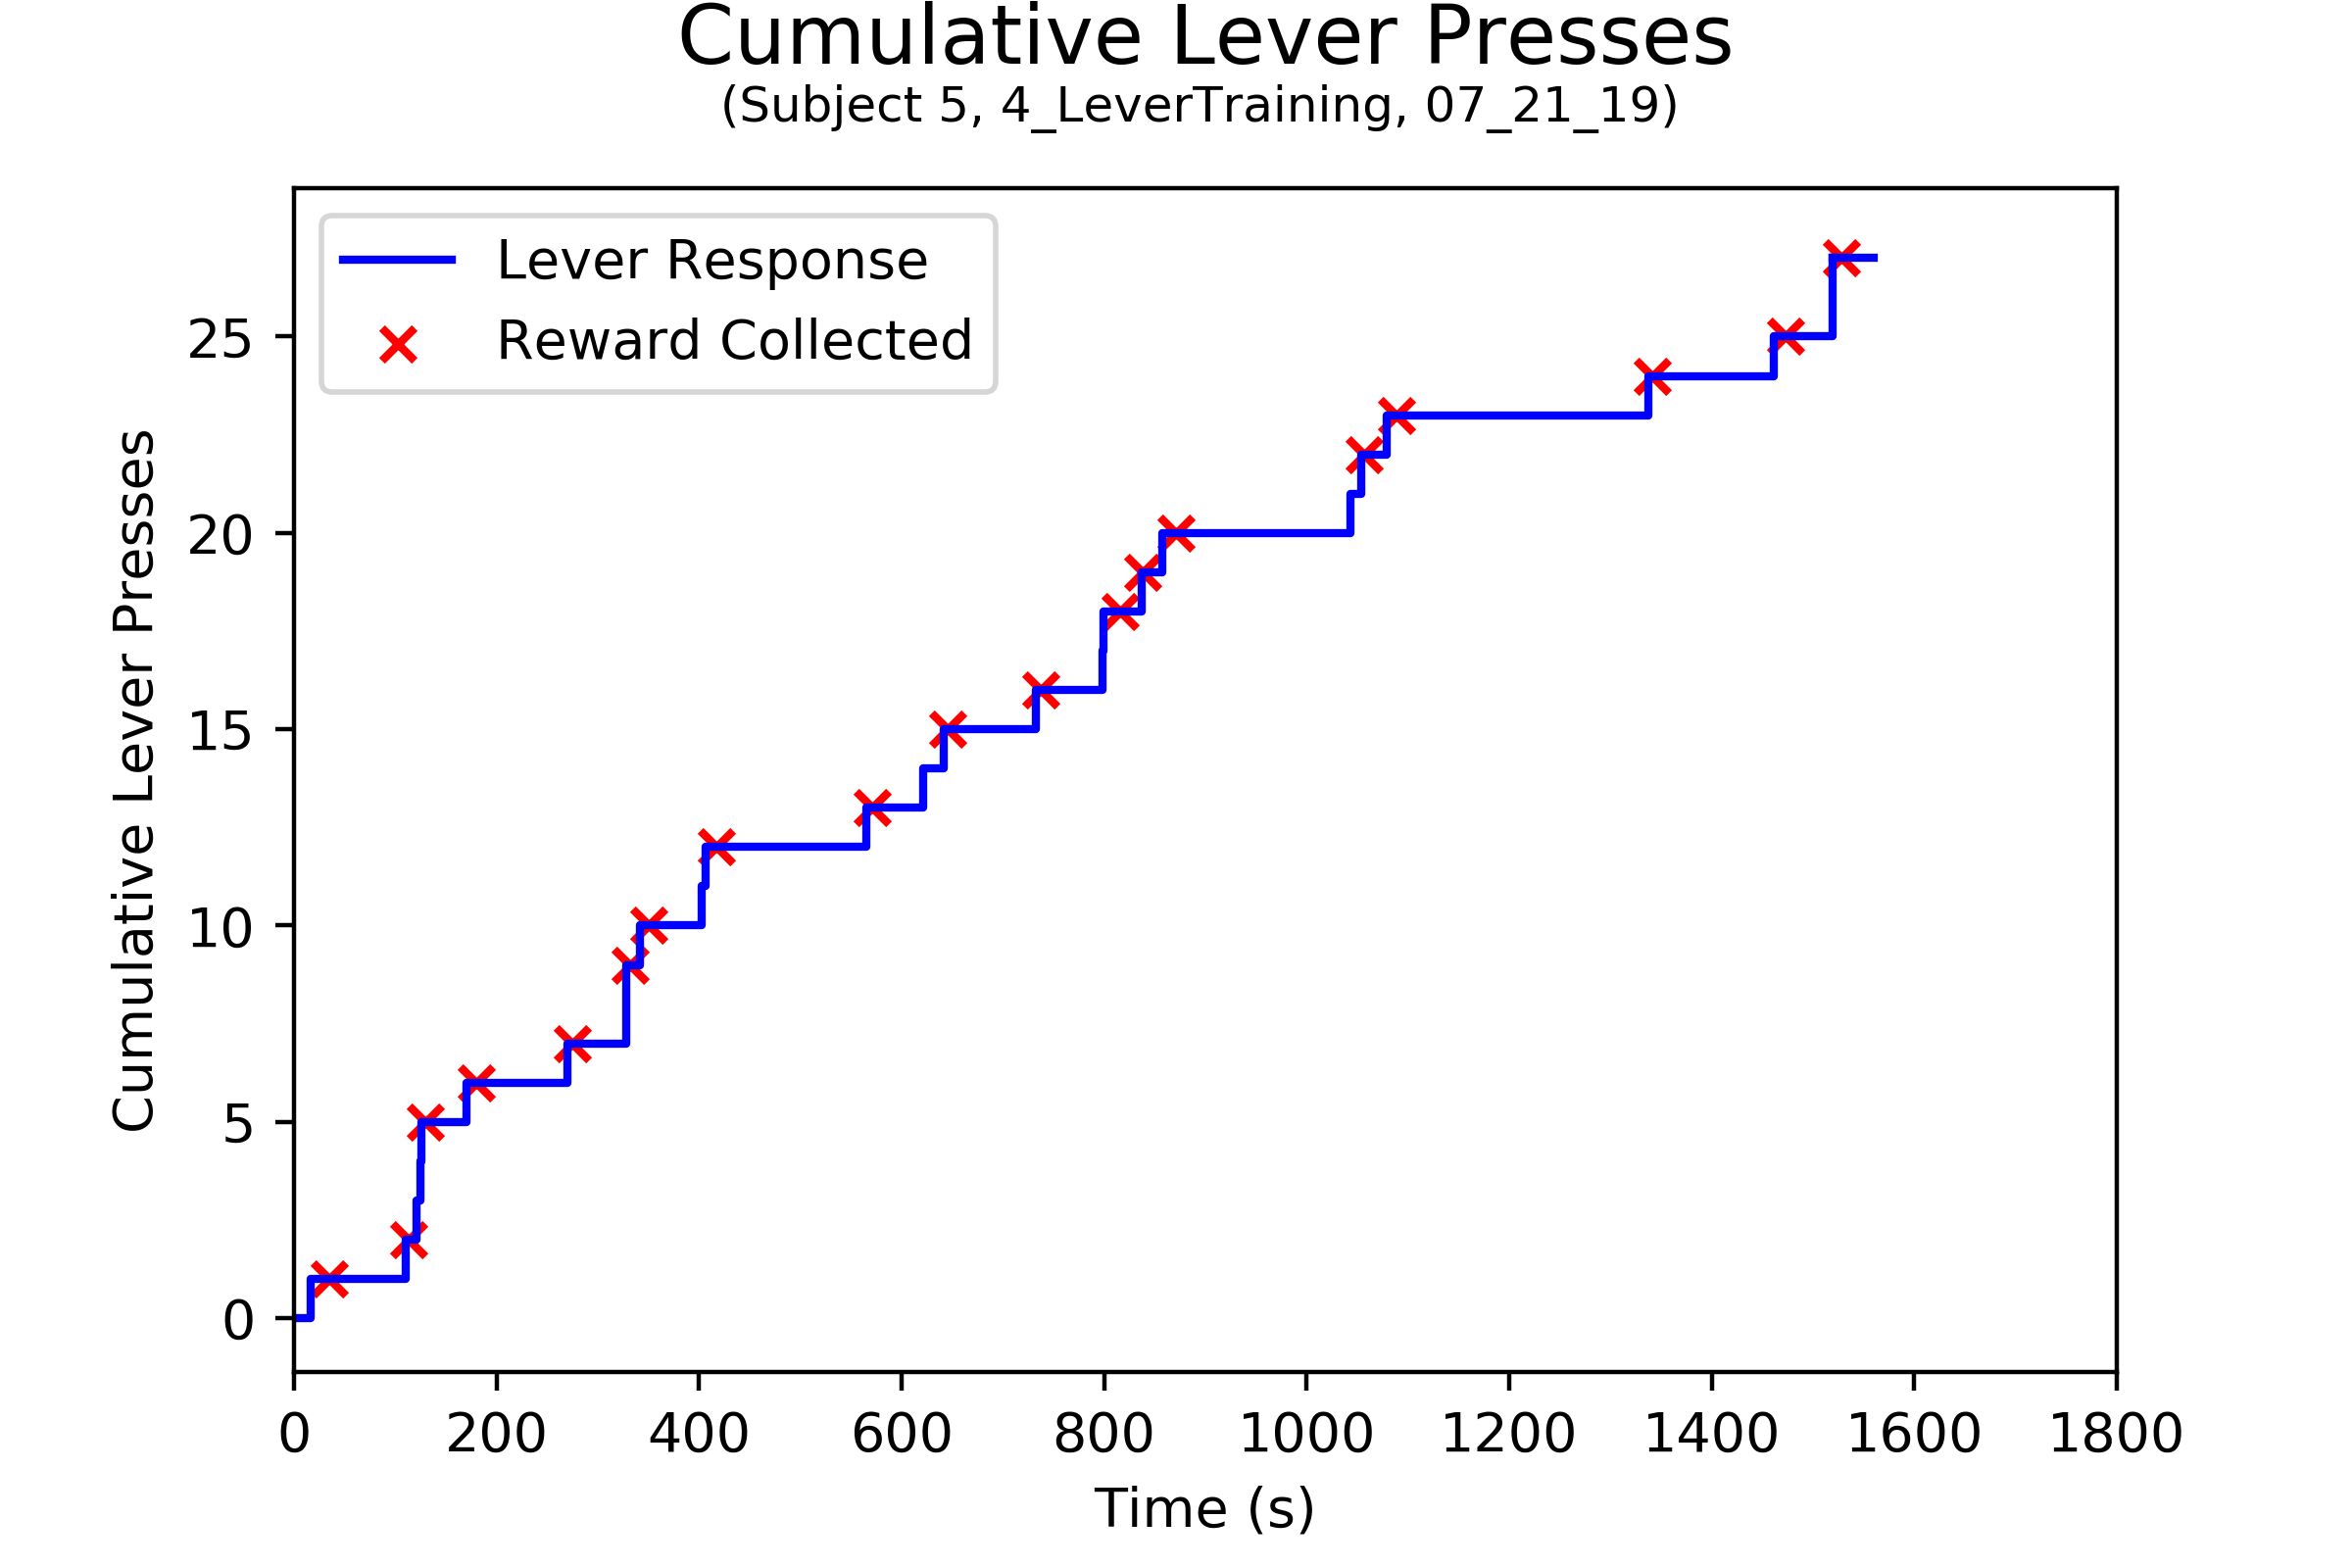 Cumulative Lever Presses
(Subject 5, 4_LeverTraining, 07_21_19)
Lever Response
Reward Collected
Cumulative Lever Presses
25
20
15
10
5
0
0 200 400 600 800 1000 1200 1400 1600 1800
Time (s)